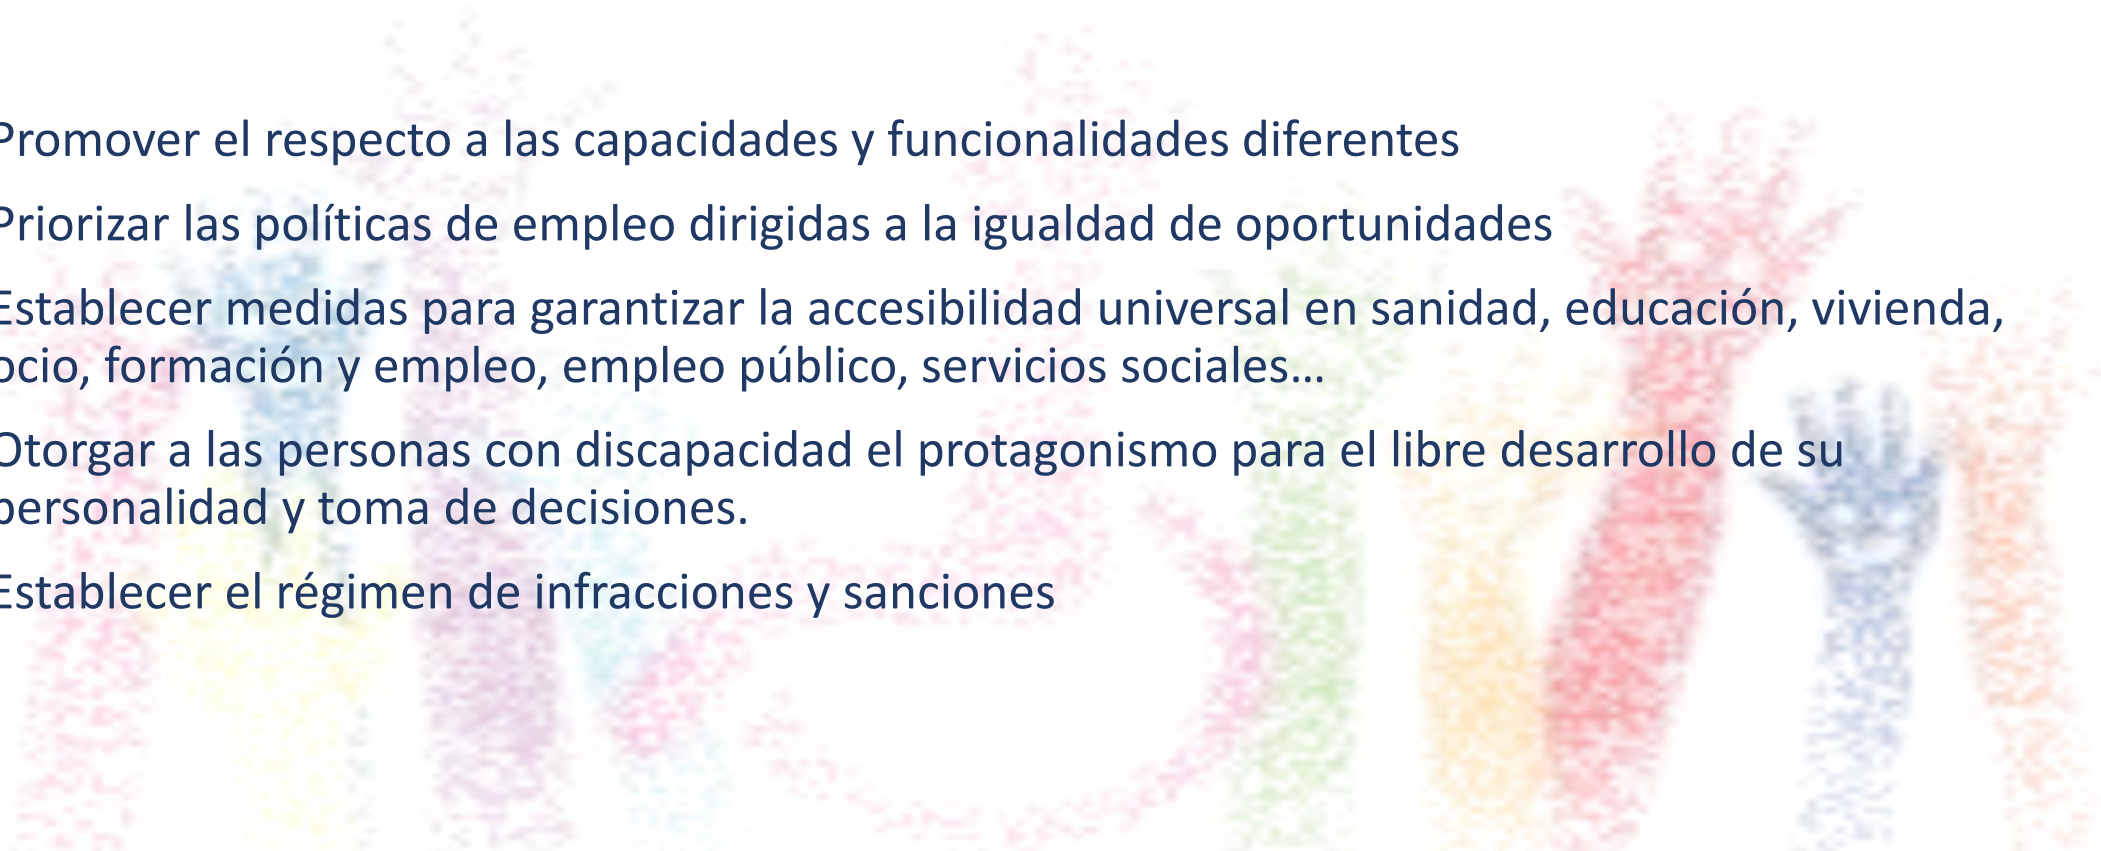 Promover el respecto a las capacidades y funcionalidades diferentes
Priorizar las políticas de empleo dirigidas a la igualdad de oportunidades
Establecer medidas para garantizar la accesibilidad universal en sanidad, educación, vivienda,
ocio, formación y empleo, empleo público, servicios sociales…
Otorgar a las personas con discapacidad el protagonismo para el libre desarrollo de su
personalidad y toma de decisiones.
Establecer el régimen de infracciones y sanciones